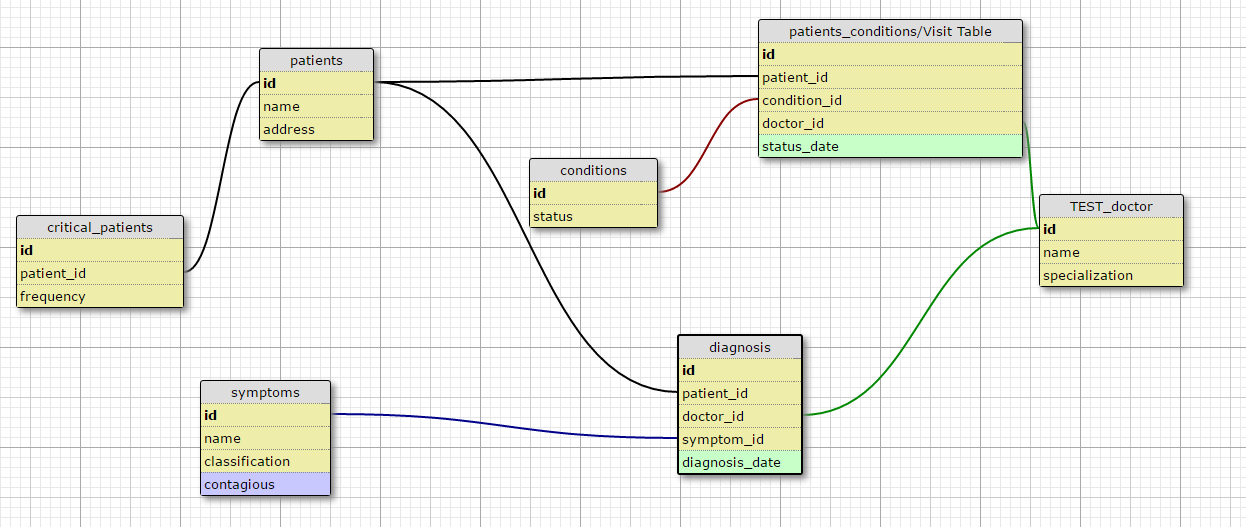 patients_conditions/Visit Table
id
patient_id
condition_id
doctor_id
status_date
patients
id
name
address
conditions
id
status
TEST_doctor
id
name
specialization
critical_patients
id
patient_id
frequency
diagnosis
id
patient_id
doctor_id
symptom_id
diagnosis_date
symptoms
id
name
classification
contagious